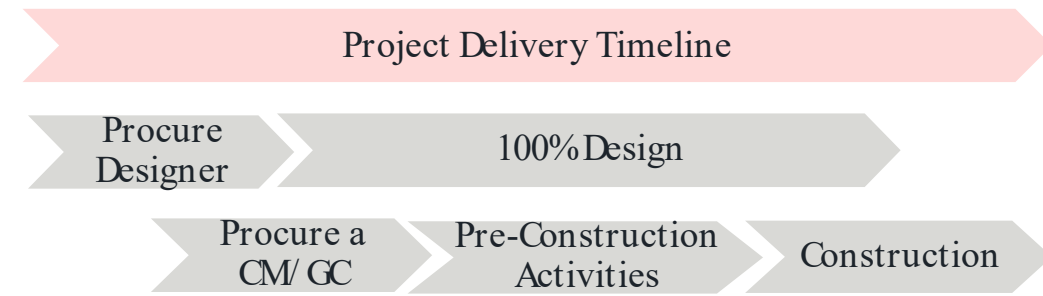 Project Delivery Timeline
Procure
Designer
100% Design
Procure a
CM/ GC
Pre-Construction
Activities
Construction